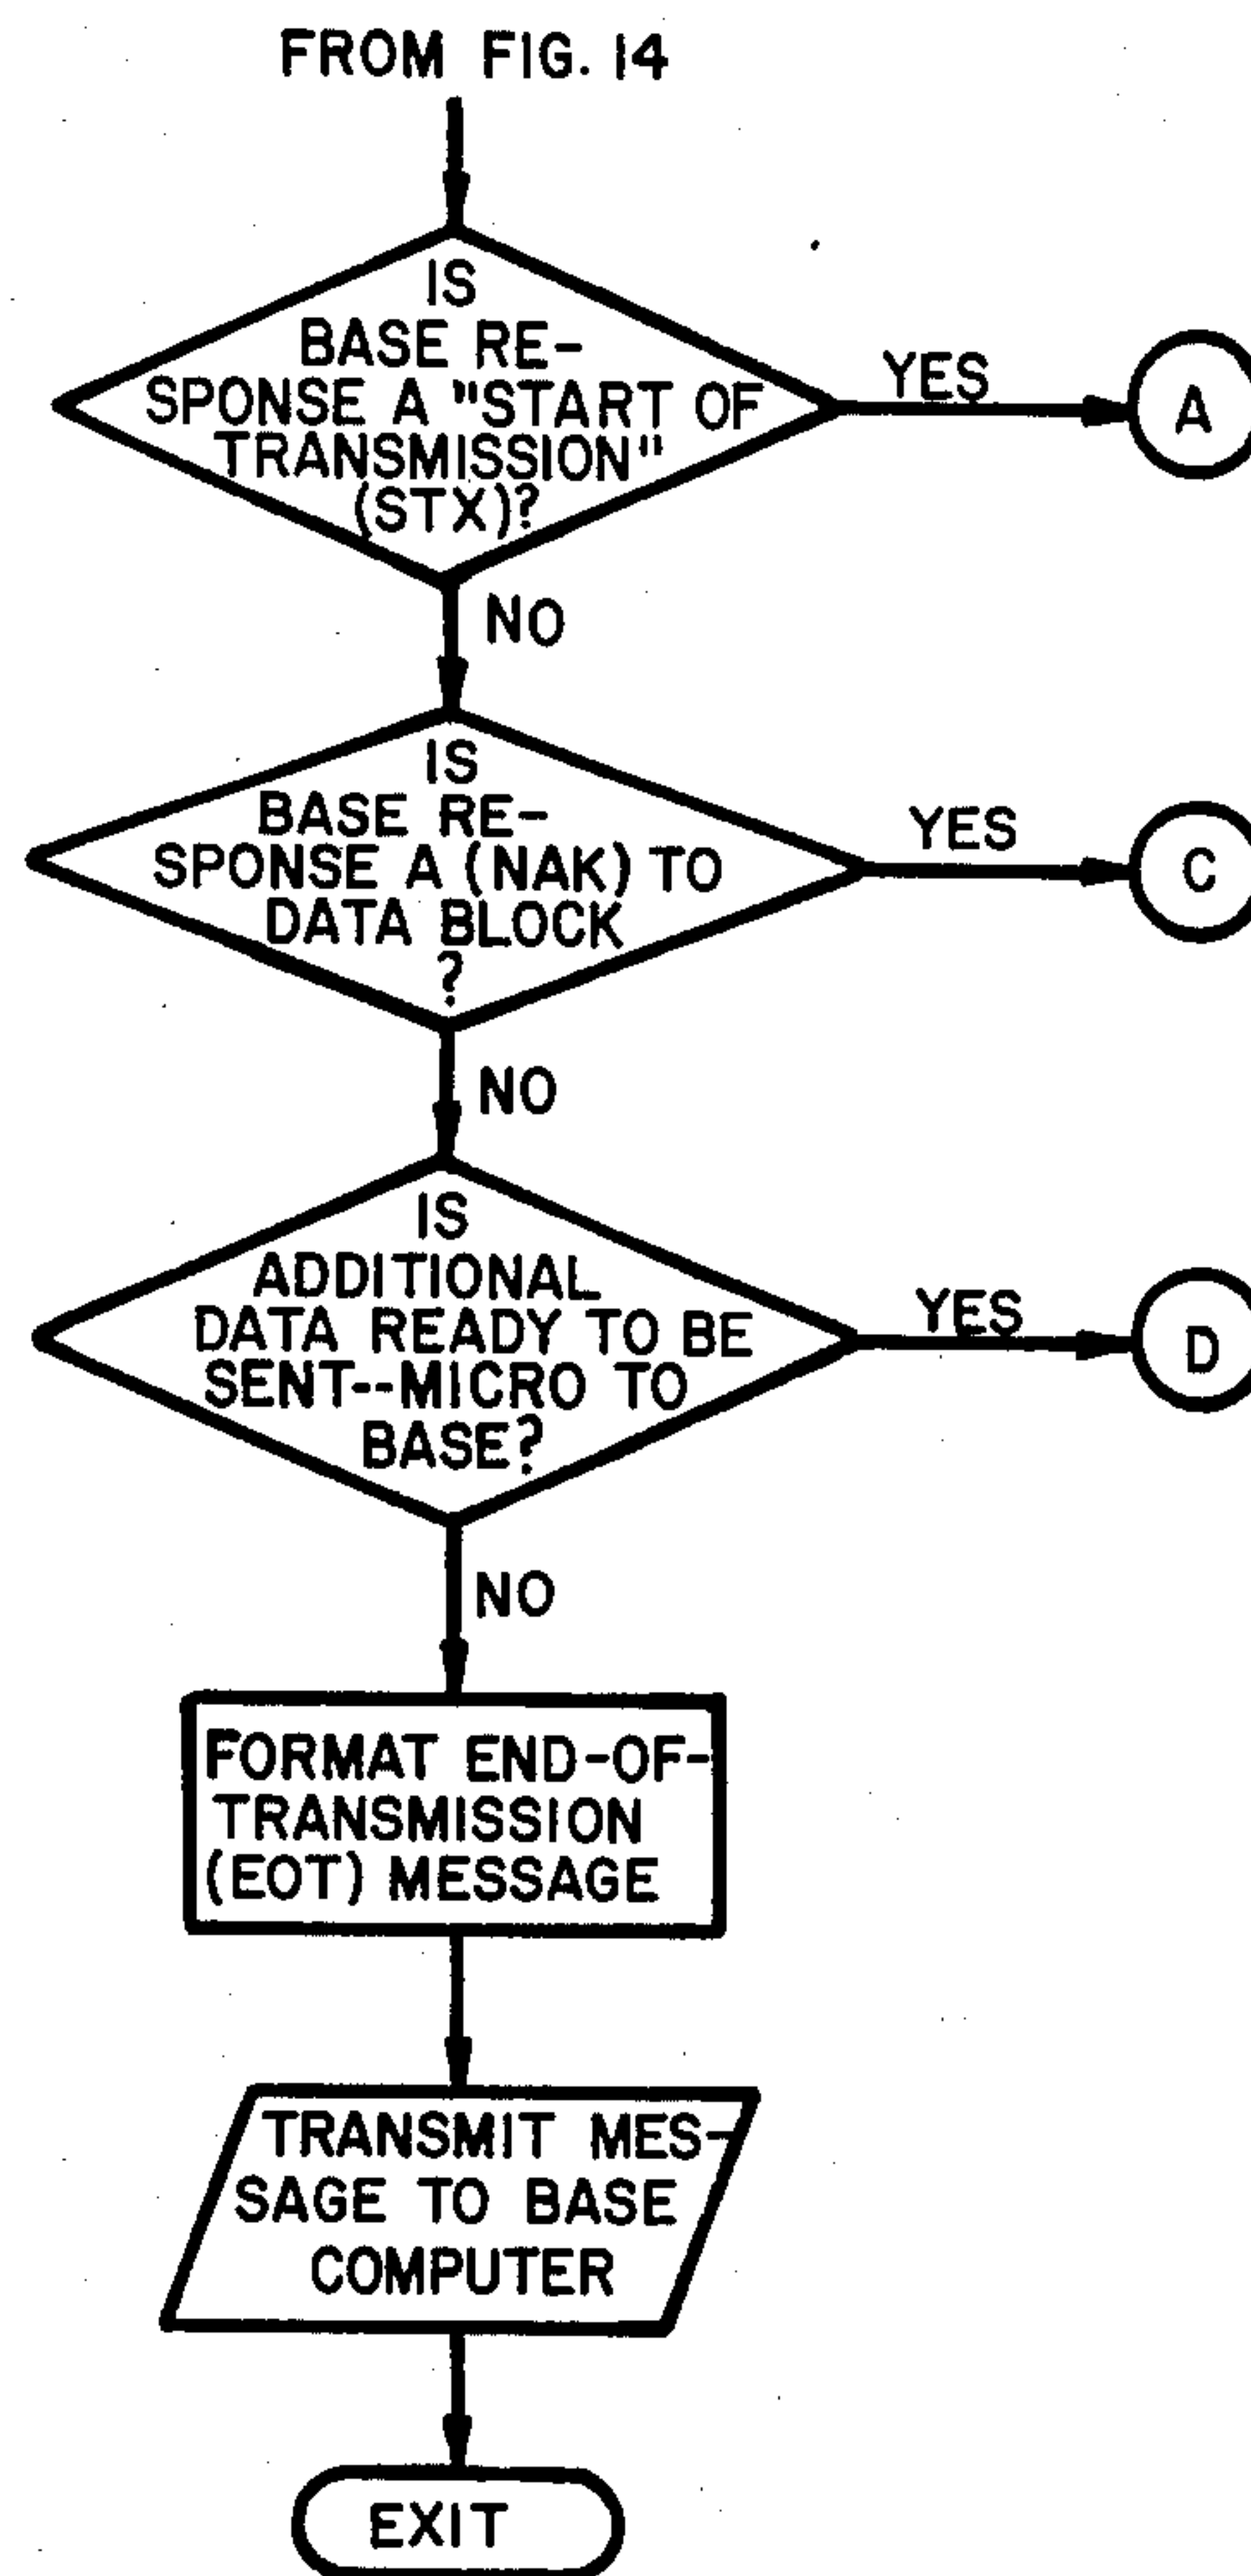 FROM FIG. 14
IS
BASE RE-
SPONSE A "START OF
TRANSMISSION"
(STX)?
YES
A
NO
IS
BASE RE-
SPONSE A (NAK) TO
DATA BLOCK
?
YES
C
NO
IS
ADDITIONAL
DATA READY TO BE
SENT--MICRO TO
BASE?
YES
D
NO
FORMAT END-OF-
TRANSMISSION
(EOT) MESSAGE
TRANSMIT MES-
SAGE TO BASE
COMPUTER
EXIT